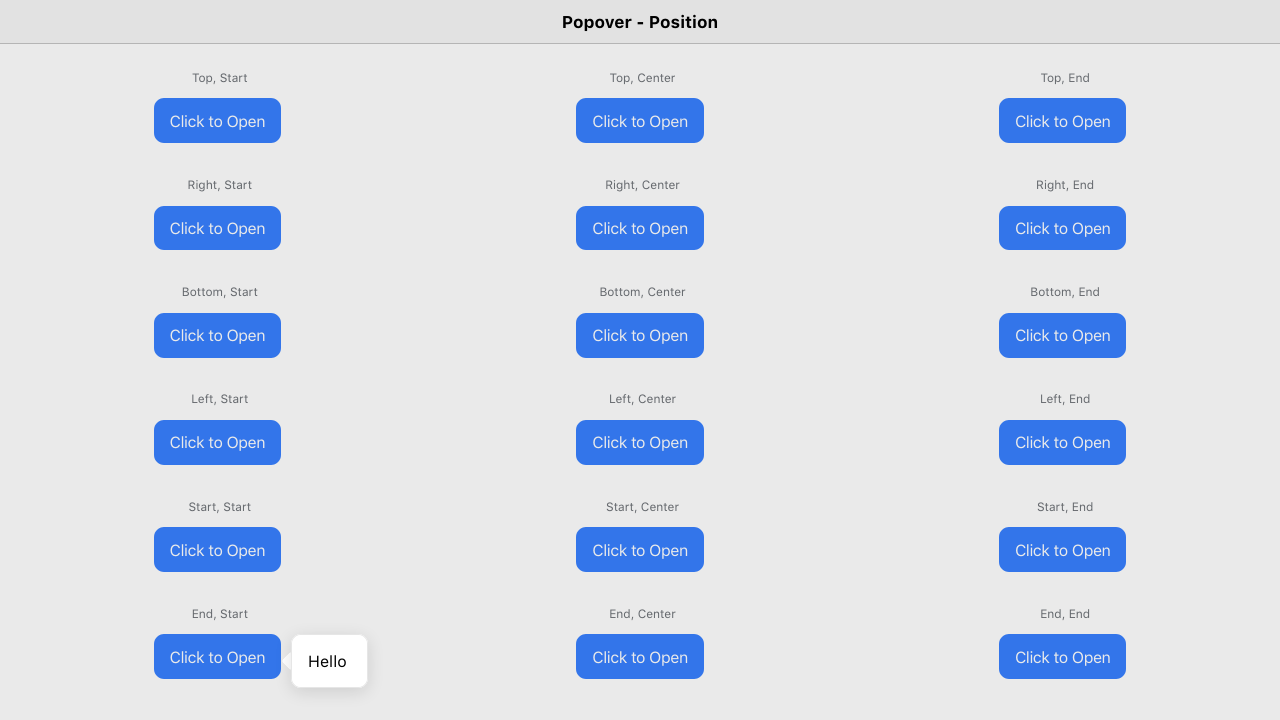 Popover - Position
Top, Start
Top, Center
Top, End
Click to Open
Click to Open
Click to Open
Right, Start
Right, Center
Right, End
Click to Open
Click to Open
Click to Open
Bottom, Start
Bottom, Center
Bottom, End
Click to Open
Click to Open
Click to Open
Left, Start
Left, Center
Left, End
Click to Open
Click to Open
Click to Open
Start, Start
Start, Center
Start, End
Click to Open
Click to Open
Click to Open
End, Start
End, Center
End, End
Click to Open
Hello
Click to Open
Click to Open